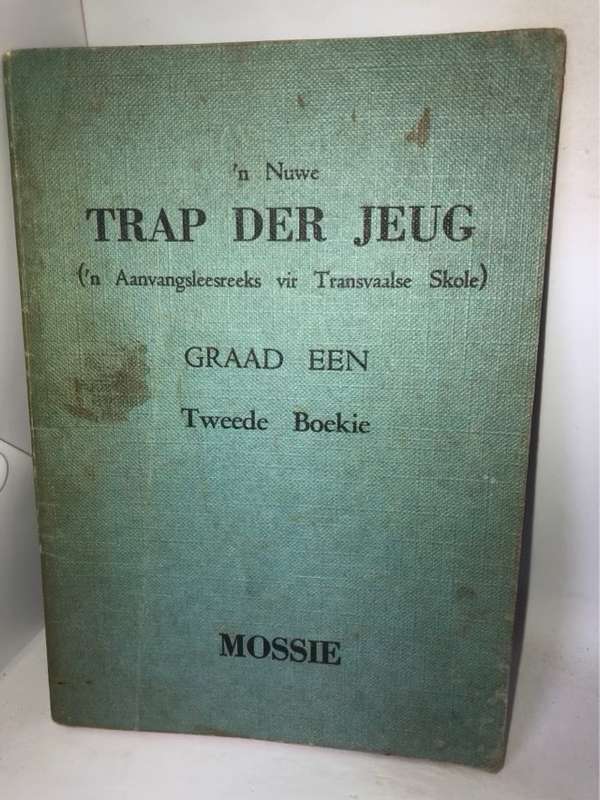 'n Nuwe
TRAP DER JEUG
('n Aanvangsleesreeks vir Transvaalse Skole)
GRAAD EEN
Tweede Boekie
MOSSIE